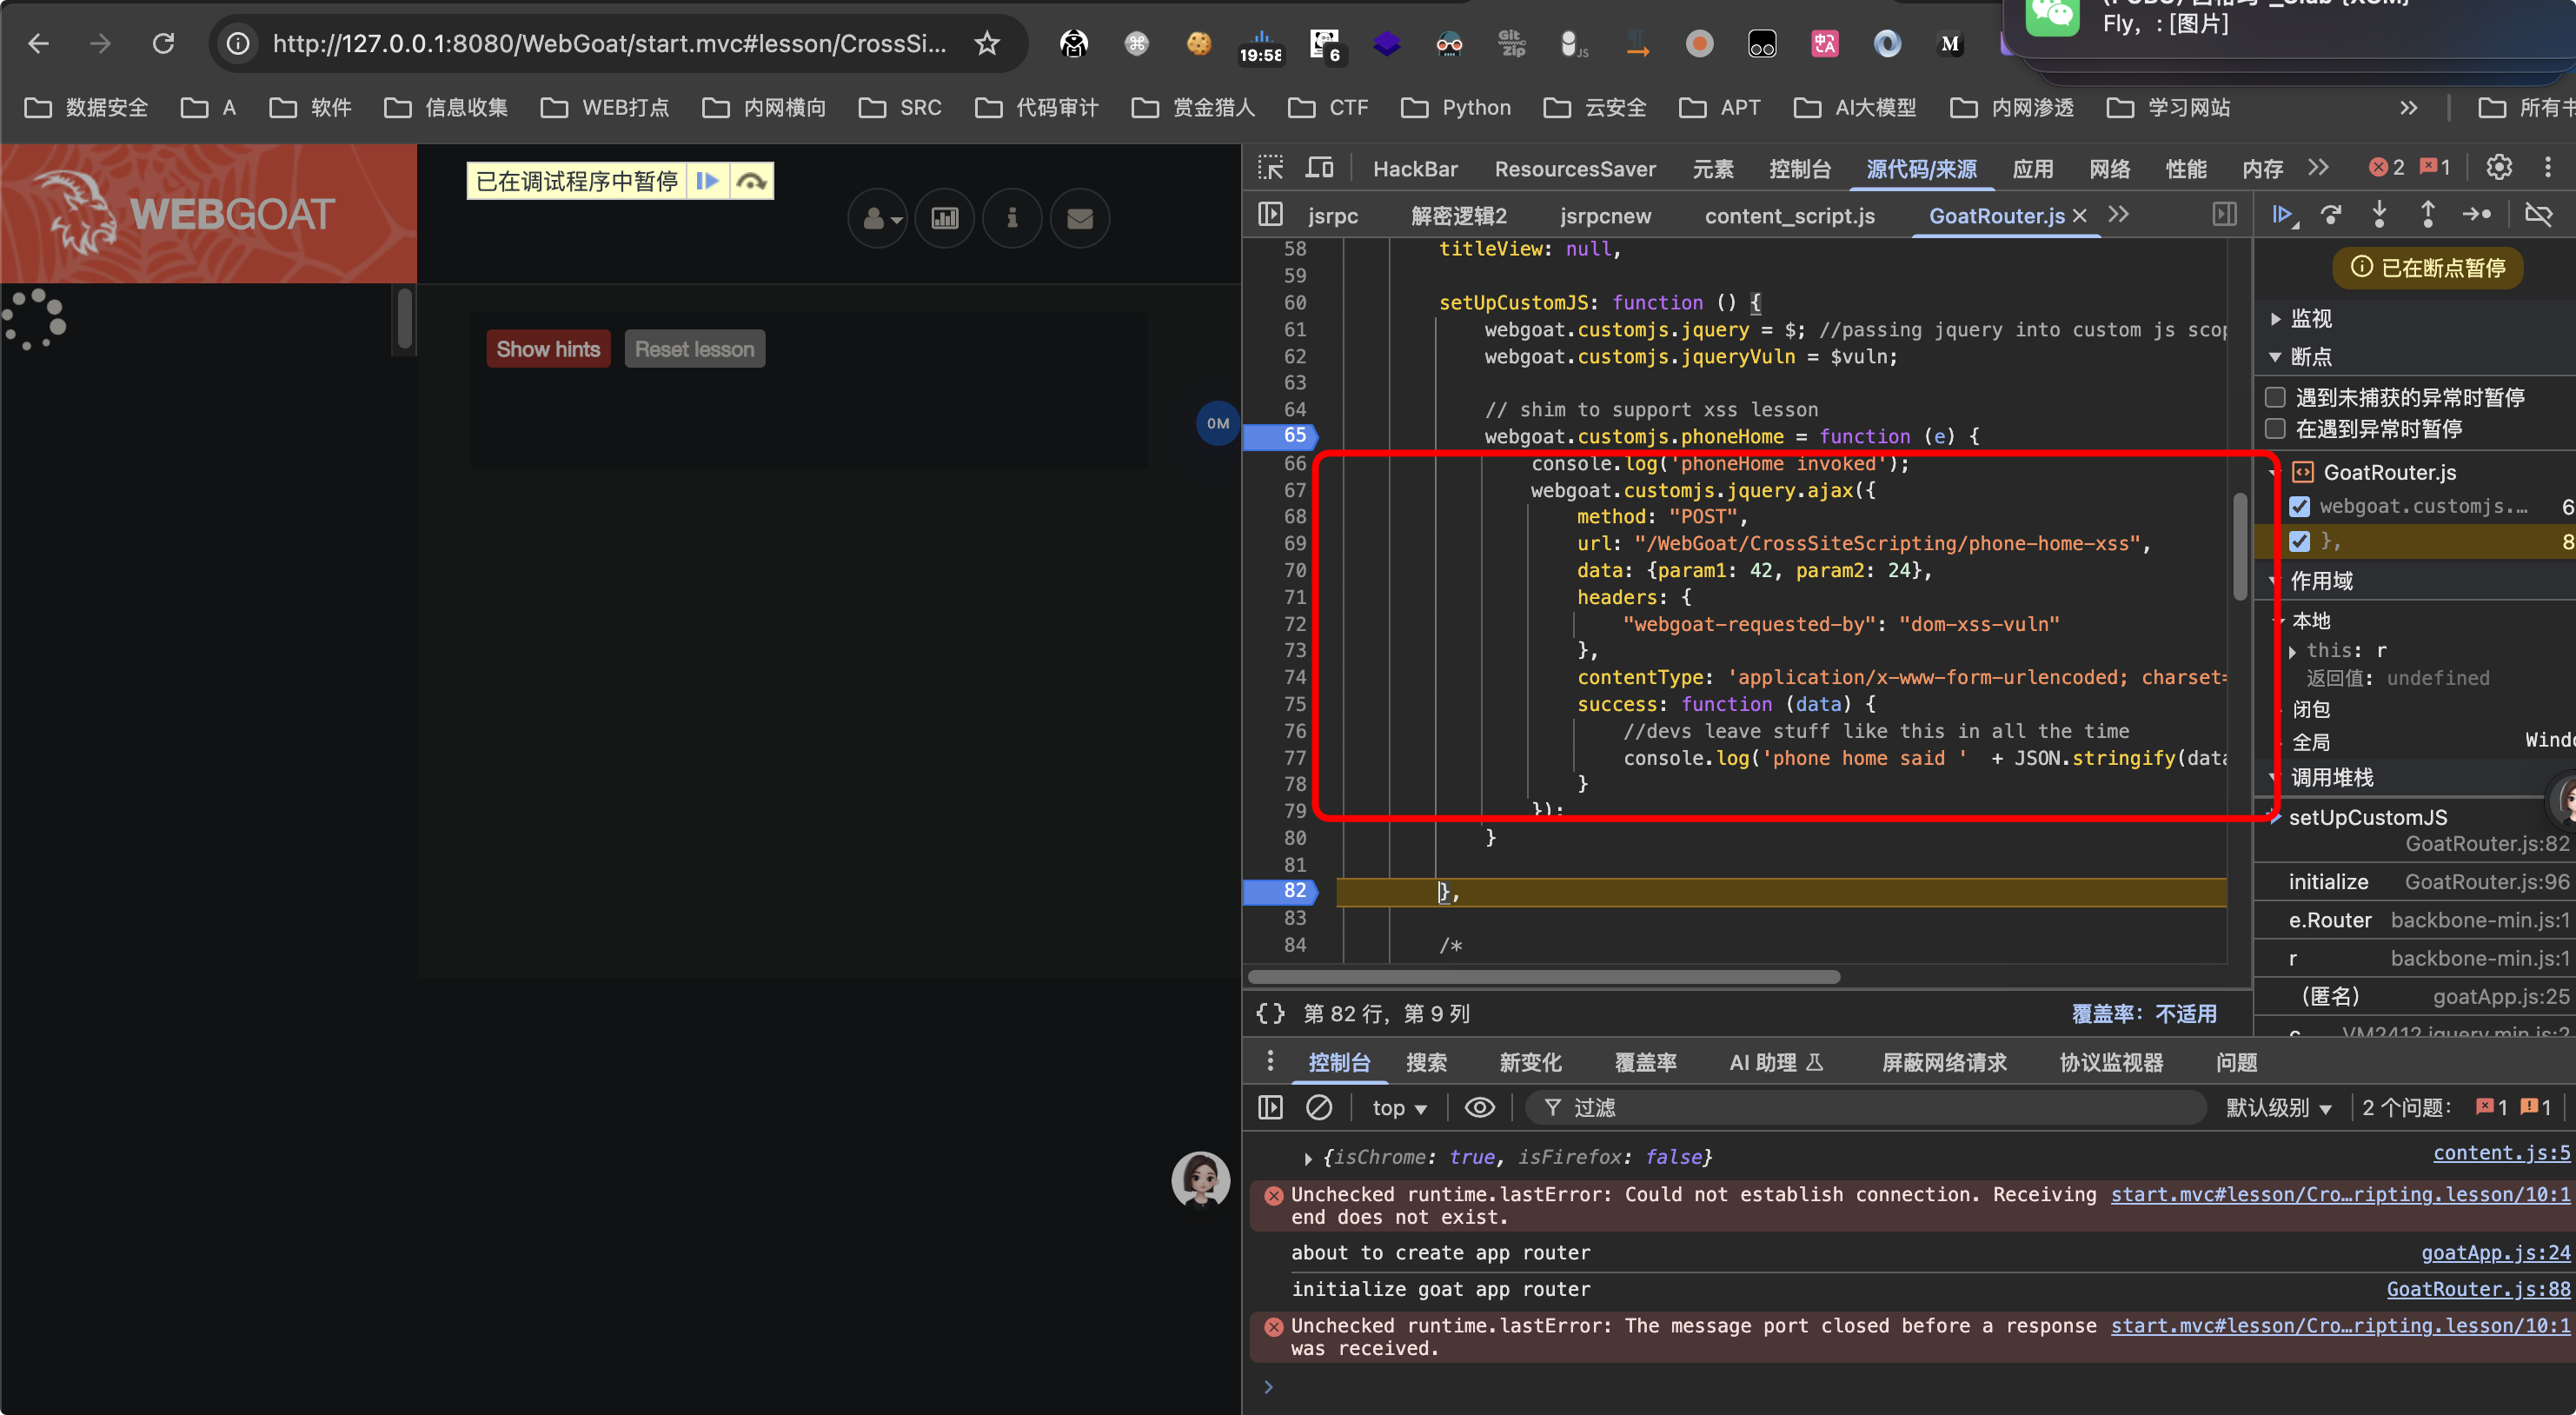 http://127.0.0.1:8080/WebGoat/start.mvc#lesson/CrossSi...
19:58
6
Git
Zip
JS
中A
M
Fly，: [图片]
数据安全
A
软件
信息收集
WEB打点
内网横向
SRC
代码审计
赏金猎人
CTF
Python
云安全
APT
AI大模型
内网渗透
学习网站
所有书
WEBGOAT
已在调试程序中暂停
Show hints
Reset lesson
0M
HackBar
ResourcesSaver
元素
控制台
源代码/来源
应用
网络
性能
内存
2
1
jsrpc
解密逻辑2
jsrpcnew
content_script.js
GoatRouter.js
58 titleView: null,
59
60 setUpCustomJS: function () {
61 webgoat.customjs.jquery = $; //passing jquery into custom js scop
62 webgoat.customjs.jqueryVuln = $vuln;
63
64 // shim to support xss lesson
65 webgoat.customjs.phoneHome = function (e) {
66 console.log('phoneHome invoked');
67 webgoat.customjs.jquery.ajax({
68 method: "POST",
69 url: "/WebGoat/CrossSiteScripting/phone-home-xss",
70 data: {param1: 42, param2: 24},
71 headers: {
72 "webgoat-requested-by": "dom-xss-vuln"
73 },
74 contentType: 'application/x-www-form-urlencoded; charset=
75 success: function (data) {
76 //devs leave stuff like this in all the time
77 console.log('phone home said ' + JSON.stringify(data
78 }
79 });
80 }
81
82 },
83
84 /*
第 82 行，第 9 列
覆盖率：不适用
已在断点暂停
监视
断点
遇到未捕获的异常时暂停
在遇到异常时暂停
GoatRouter.js
webgoat.customjs.… 6
}, 8
作用域
本地
this: r
返回值: undefined
闭包
全局 Windo
调用堆栈
setUpCustomJS
GoatRouter.js:82
initialize GoatRouter.js:96
e.Router backbone-min.js:1
r backbone-min.js:1
（匿名） goatApp.js:25
c VM2412 jquery.min.js:2
控制台
搜索
新变化
覆盖率
AI 助理
屏蔽网络请求
协议监视器
问题
top
过滤
默认级别
2 个问题：
1
1
{isChrome: true, isFirefox: false} content.js:5
Unchecked runtime.lastError: Could not establish connection. Receiving start.mvc#lesson/Cro…ripting.lesson/10:1
end does not exist.
about to create app router goatApp.js:24
initialize goat app router GoatRouter.js:88
Unchecked runtime.lastError: The message port closed before a response start.mvc#lesson/Cro…ripting.lesson/10:1
was received.